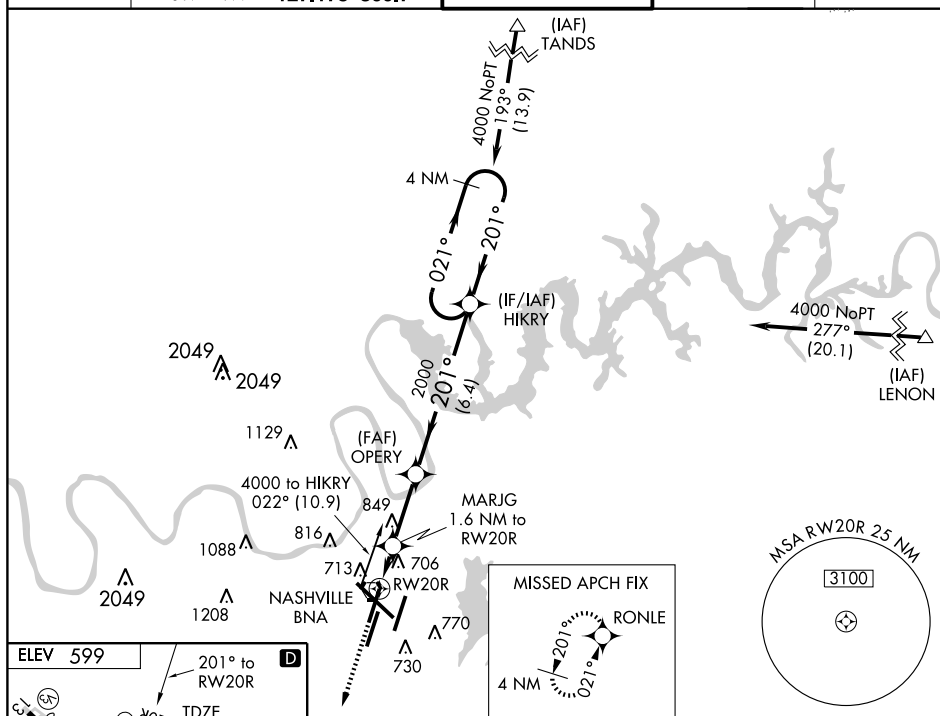 (IAF)
TANDS
4000 NoPT
193°
(13.9)
4 NM
021°
201°
(IF/IAF)
HIKRY
4000 NoPT
277°
(20.1)
(IAF)
LENON
2049
2049
2000
201°
(6.4)
1129
(FAF)
OPERY
4000 to HIKRY
022° (10.9)
849
MARJG
1.6 NM to
RW20R
816
1088
713
706
RW20R
2049
1208
NASHVILLE
BNA
770
730
MISSED APCH FIX
RONLE
201°
021°
4 NM
MSA RW20R 25 NM
3100
ELEV 599
D
201° to
RW20R
TDZE
13